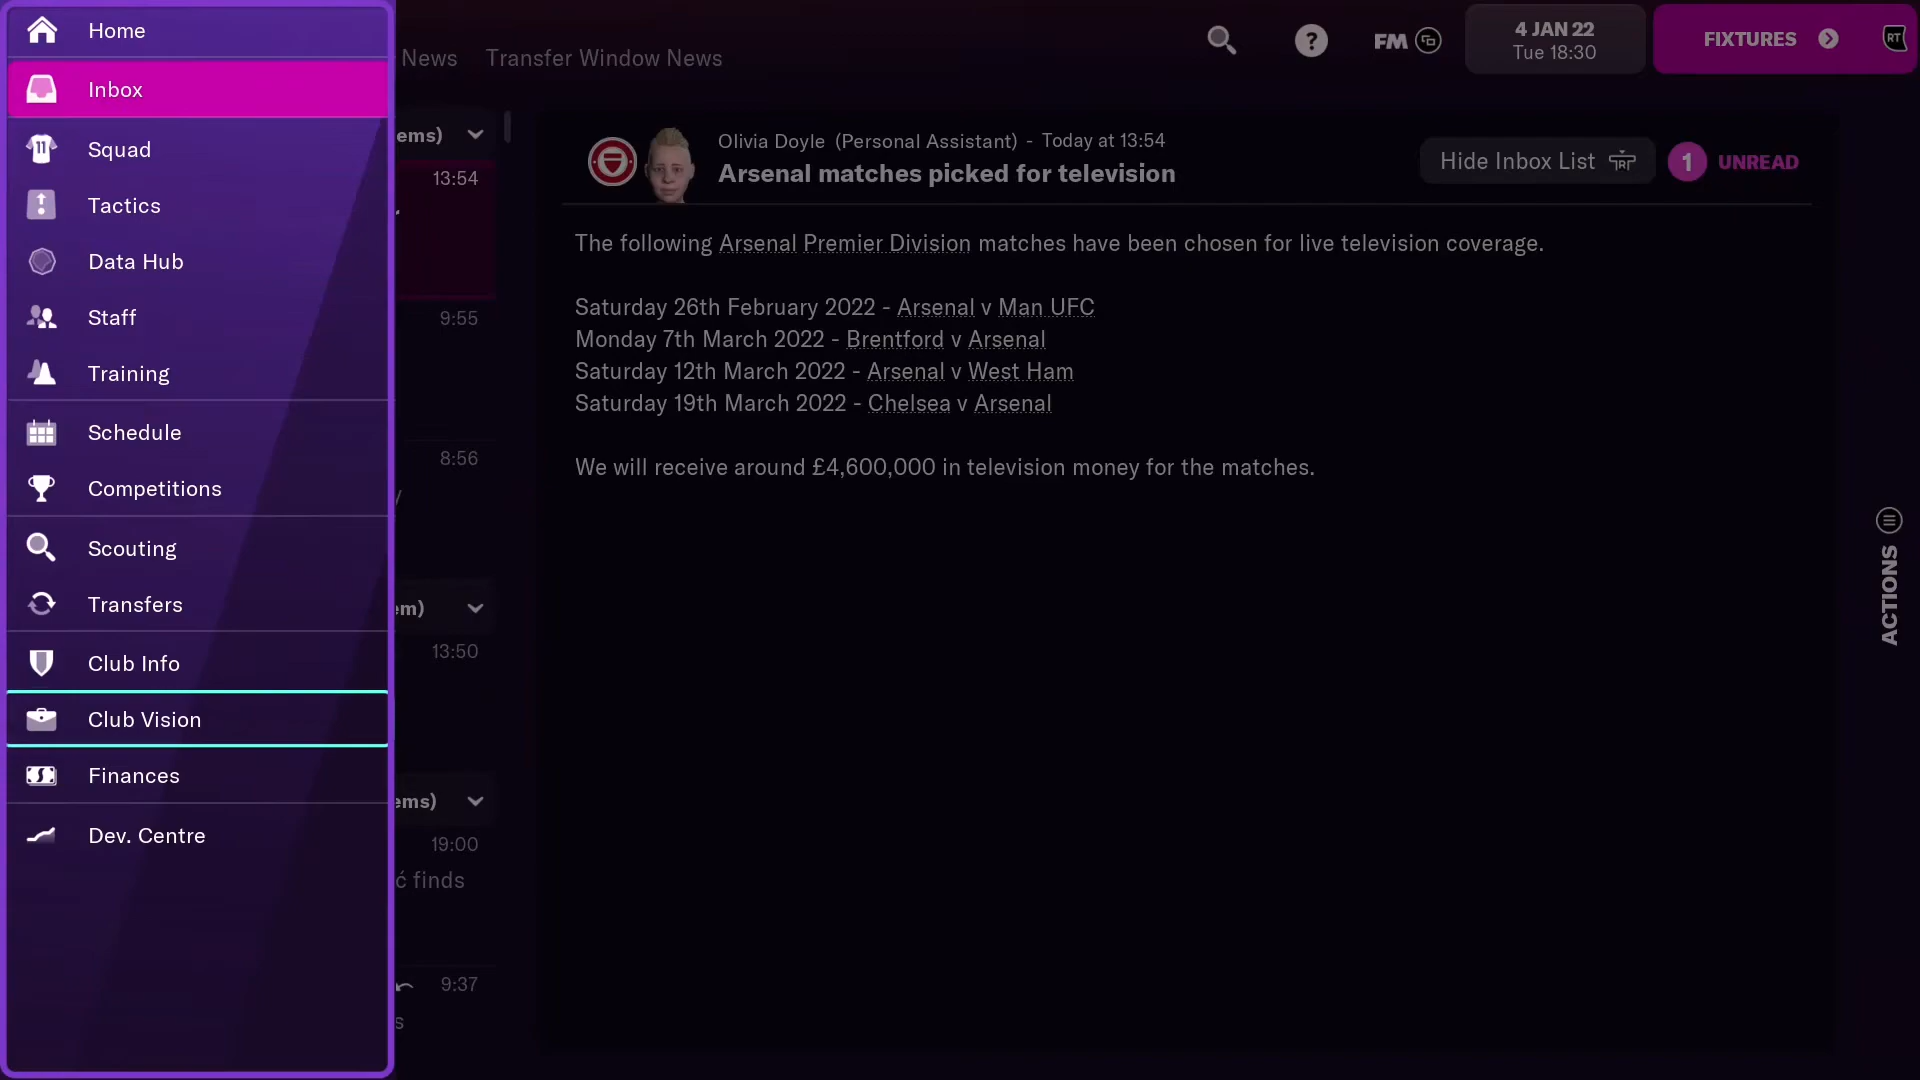 Home
Inbox
11
Squad
Tactics
Data Hub
Staff
Training
Schedule
Competitions
Scouting
Transfers
Club Info
Club Vision
Finances
Dev. Centre
News
Transfer Window News
?
FM
4 JAN 22
Tue 18:30
FIXTURES
RT
ems)
13:54
9:55
8:56
em)
13:50
ems)
19:00
ć finds
9:37
s
Olivia Doyle (Personal Assistant) - Today at 13:54
Arsenal matches picked for television
Hide Inbox List
1 UNREAD
The following Arsenal Premier Division matches have been chosen for live television coverage.
Saturday 26th February 2022 - Arsenal v Man UFC
Monday 7th March 2022 - Brentford v Arsenal
Saturday 12th March 2022 - Arsenal v West Ham
Saturday 19th March 2022 - Chelsea v Arsenal
We will receive around £4,600,000 in television money for the matches.
ACTIONS